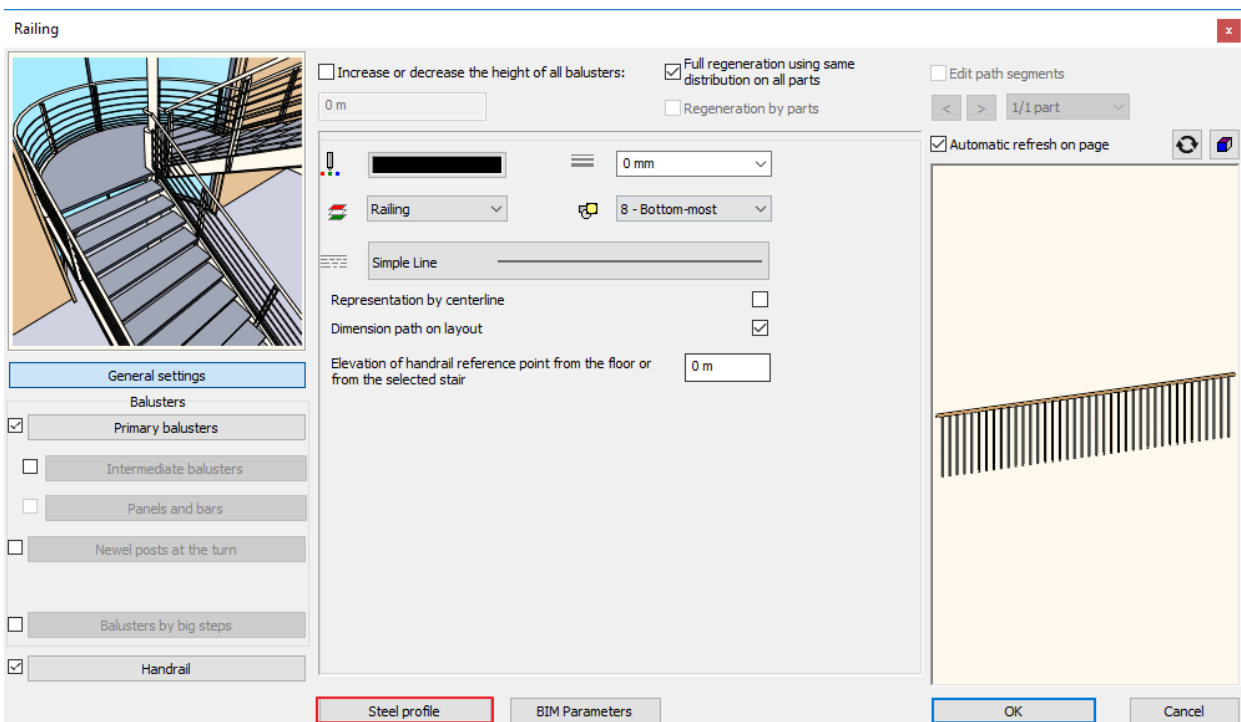 Railing
x
Increase or decrease the height of all balusters:
0 m
Full regeneration using same
distribution on all parts
Regeneration by parts
Edit path segments
< > 1/1 part
Automatic refresh on page
0 mm
Railing
8 - Bottom-most
Simple Line
Representation by centerline
Dimension path on layout
Elevation of handrail reference point from the floor or
from the selected stair
0 m
General settings
Balusters
Primary balusters
Intermediate balusters
Panels and bars
Newel posts at the turn
Balusters by big steps
Handrail
Steel profile
BIM Parameters
OK
Cancel